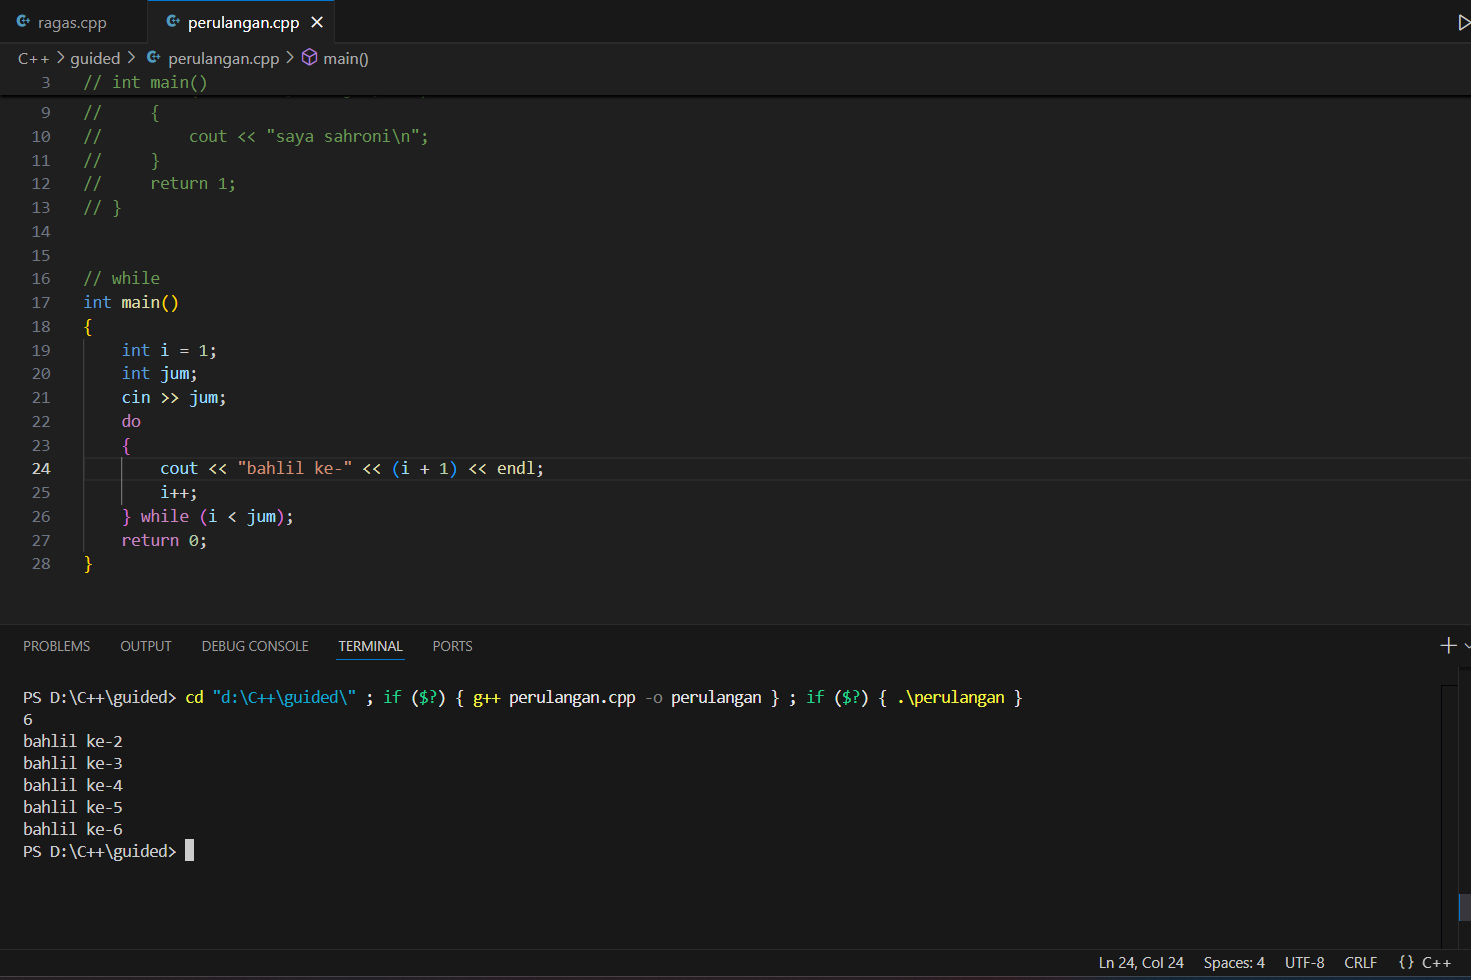 ragas.cpp
perulangan.cpp
C++ > guided > perulangan.cpp > main()
3 // int main()
9 //     {
10 //         cout << "saya sahroni\n";
11 //     }
12 //     return 1;
13 // }
14
15
16 // while
17 int main()
18 {
19     int i = 1;
20     int jum;
21     cin >> jum;
22     do
23     {
24         cout << "bahlil ke-" << (i + 1) << endl;
25         i++;
26     } while (i < jum);
27     return 0;
28 }
PROBLEMS OUTPUT DEBUG CONSOLE TERMINAL PORTS
PS D:\C++\guided> cd "d:\C++\guided\" ; if ($?) { g++ perulangan.cpp -o perulangan } ; if ($?) { .\perulangan }
6
bahlil ke-2
bahlil ke-3
bahlil ke-4
bahlil ke-5
bahlil ke-6
PS D:\C++\guided>
Ln 24, Col 24 Spaces: 4 UTF-8 CRLF {} C++